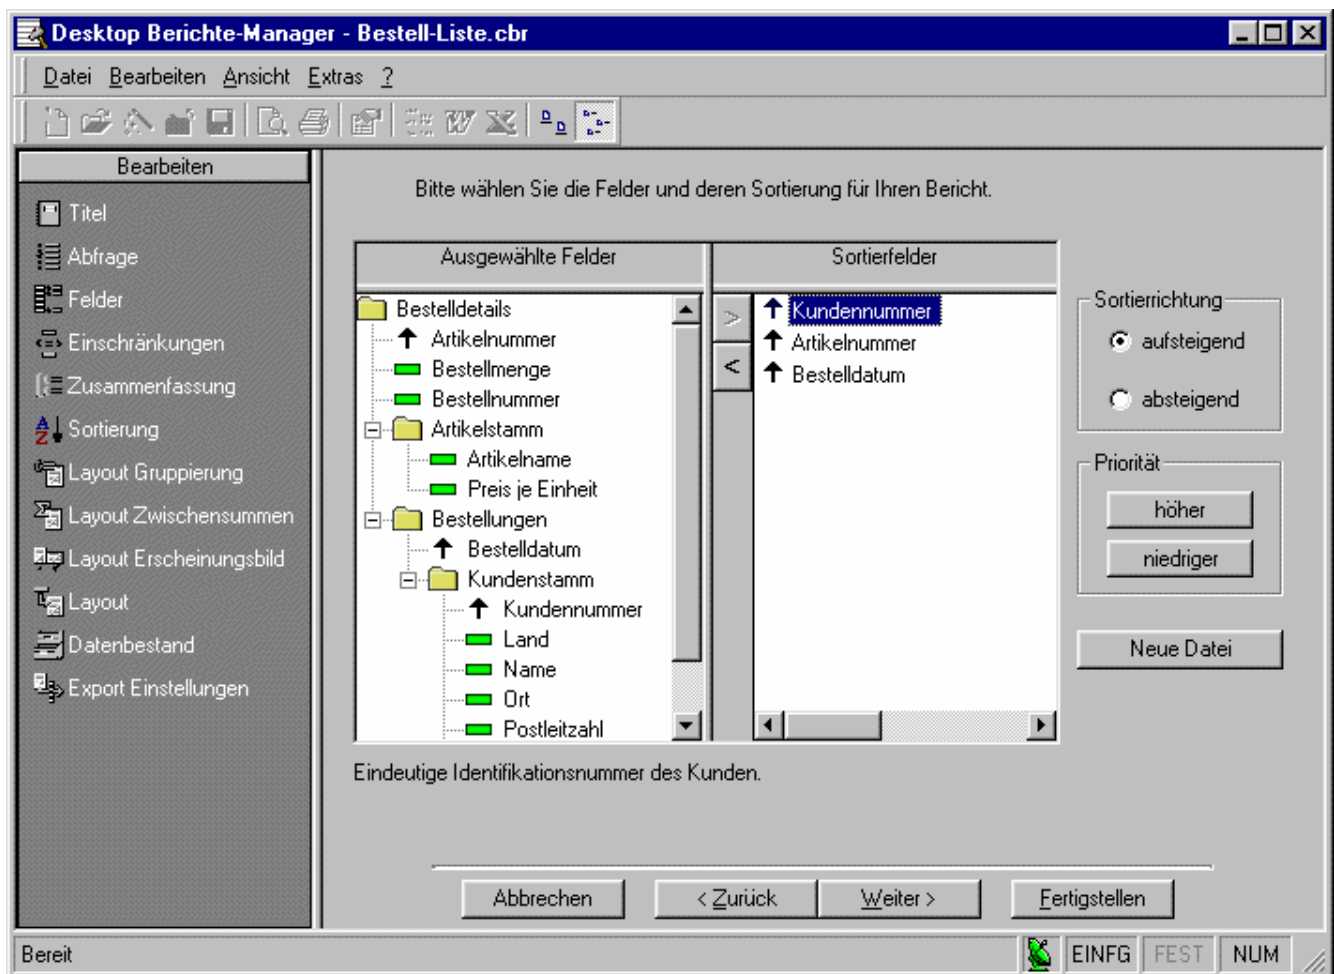 Desktop Berichte-Manager - Bestell-Liste.cbr
Datei Bearbeiten Ansicht Extras ?
Bearbeiten
Titel
Abfrage
Felder
Einschränkungen
Zusammenfassung
Sortierung
Layout Gruppierung
Layout Zwischensummen
Layout Erscheinungsbild
Layout
Datenbestand
Export Einstellungen
Bitte wählen Sie die Felder und deren Sortierung für Ihren Bericht.
Ausgewählte Felder
Bestelldetails
Artikelnummer
Bestellmenge
Bestellnummer
Artikelstamm
Artikelname
Preis je Einheit
Bestellungen
Bestelldatum
Kundenstamm
Kundennummer
Land
Name
Ort
Postleitzahl
>
<
Sortierfelder
Kundennummer
Artikelnummer
Bestelldatum
Sortierrichtung
aufsteigend
absteigend
Priorität
höher
niedriger
Neue Datei
Eindeutige Identifikationsnummer des Kunden.
Abbrechen < Zurück Weiter > Fertigstellen
Bereit EINFG FEST NUM